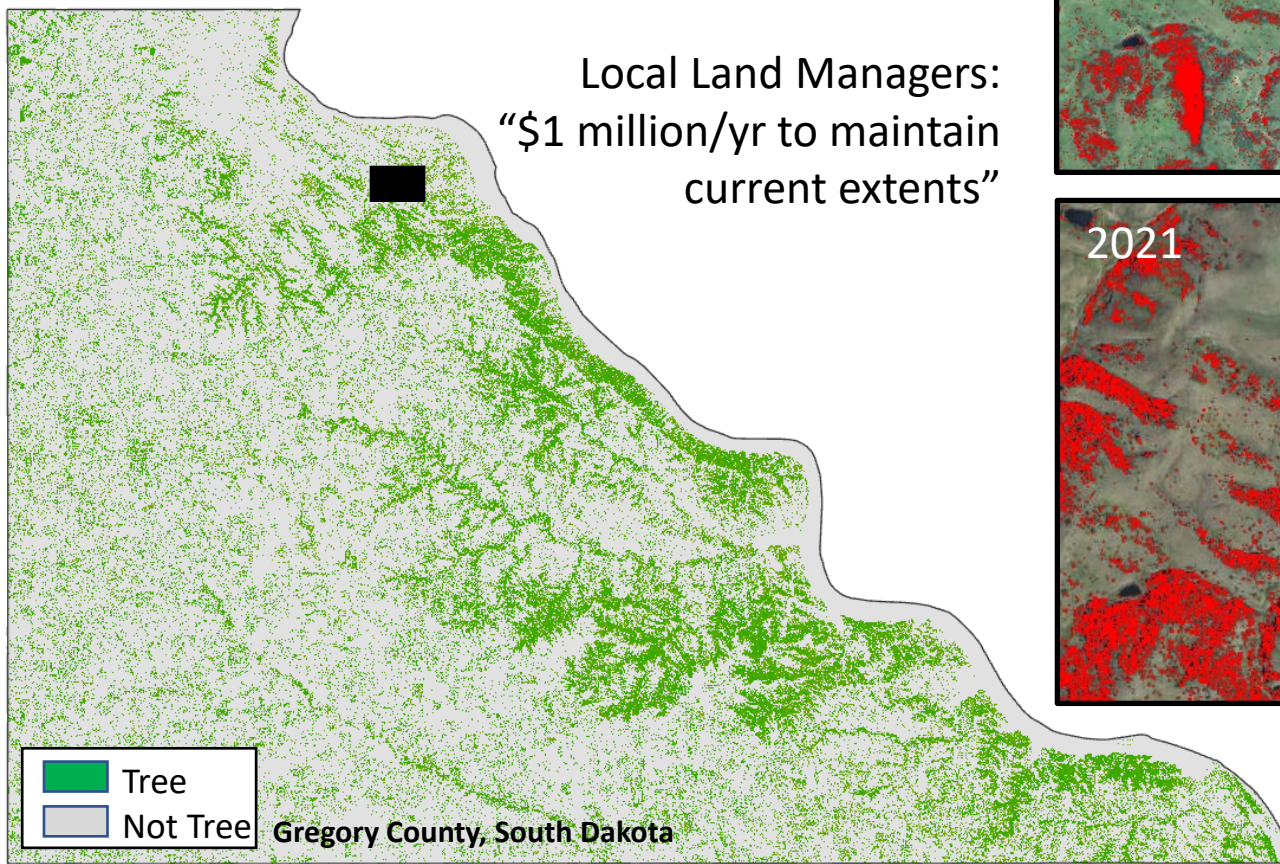 Local Land Managers:
“$1 million/yr to maintain
current extents”
2021
Tree
Not Tree
Gregory County, South Dakota